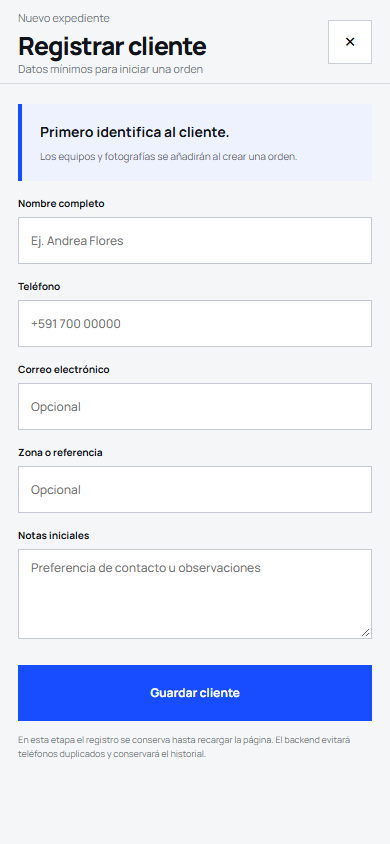 Nuevo expediente
Registrar cliente
Datos mínimos para iniciar una orden
×
Primero identifica al cliente.
Los equipos y fotografías se añadirán al crear una orden.
Nombre completo
Ej. Andrea Flores
Teléfono
+591 700 00000
Correo electrónico
Opcional
Zona o referencia
Opcional
Notas iniciales
Preferencia de contacto u observaciones
Guardar cliente
En esta etapa el registro se conserva hasta recargar la página. El backend evitará
teléfonos duplicados y conservará el historial.